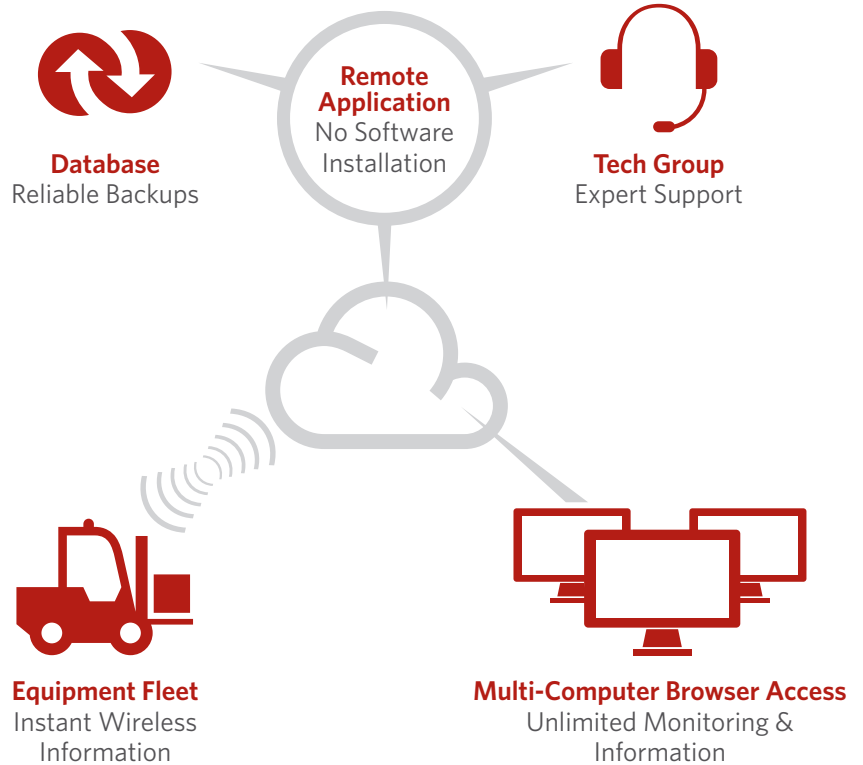 Remote
Application
No Software
Installation
Database
Reliable Backups
Tech Group
Expert Support
Equipment Fleet
Instant Wireless
Information
Multi-Computer Browser Access
Unlimited Monitoring &
Information